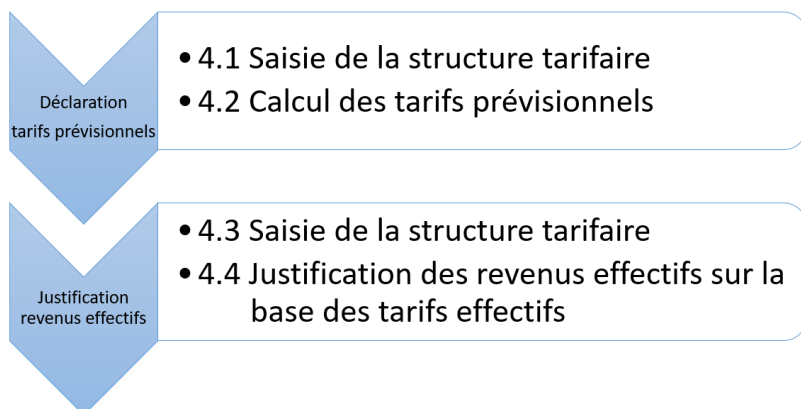 Déclaration
tarifs prévisionnels
• 4.1 Saisie de la structure tarifaire
• 4.2 Calcul des tarifs prévisionnels
Justification
revenus effectifs
• 4.3 Saisie de la structure tarifaire
• 4.4 Justification des revenus effectifs sur la
base des tarifs effectifs